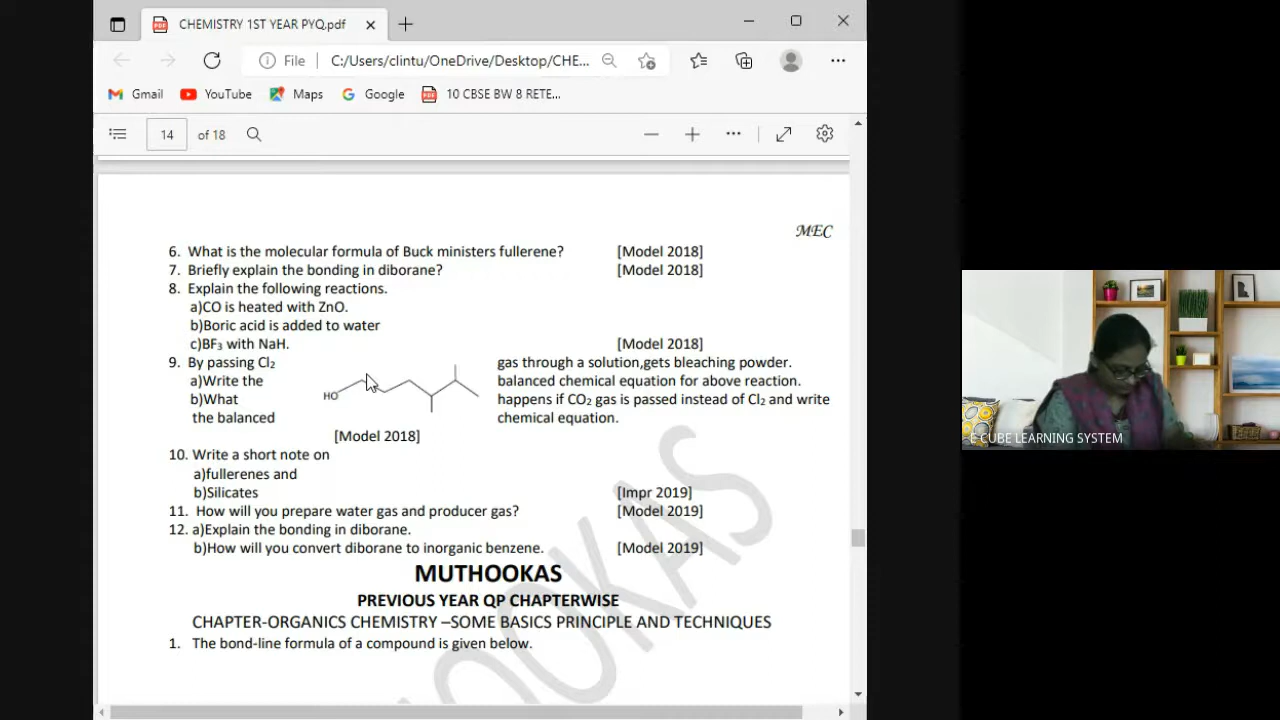 CHEMISTRY 1ST YEAR PYQ.pdf
File C:/Users/clintu/OneDrive/Desktop/CHE...
Gmail YouTube Maps Google 10 CBSE BW 8 RETE...
14 of 18
MEC
6. What is the molecular formula of Buck ministers fullerene? [Model 2018]
7. Briefly explain the bonding in diborane? [Model 2018]
8. Explain the following reactions.
a)CO is heated with ZnO.
b)Boric acid is added to water
c)BF₃ with NaH. [Model 2018]
9. By passing Cl₂ gas through a solution,gets bleaching powder.
a)Write the balanced chemical equation for above reaction.
b)What happens if CO₂ gas is passed instead of Cl₂ and write
HO
the balanced chemical equation.
[Model 2018]
10. Write a short note on
a)fullerenes and
b)Silicates [Impr 2019]
11. How will you prepare water gas and producer gas? [Model 2019]
12. a)Explain the bonding in diborane.
b)How will you convert diborane to inorganic benzene. [Model 2019]
MUTHOOKAS
PREVIOUS YEAR QP CHAPTERWISE
CHAPTER-ORGANICS CHEMISTRY –SOME BASICS PRINCIPLE AND TECHNIQUES
1. The bond-line formula of a compound is given below.
E CUBE LEARNING SYSTEM